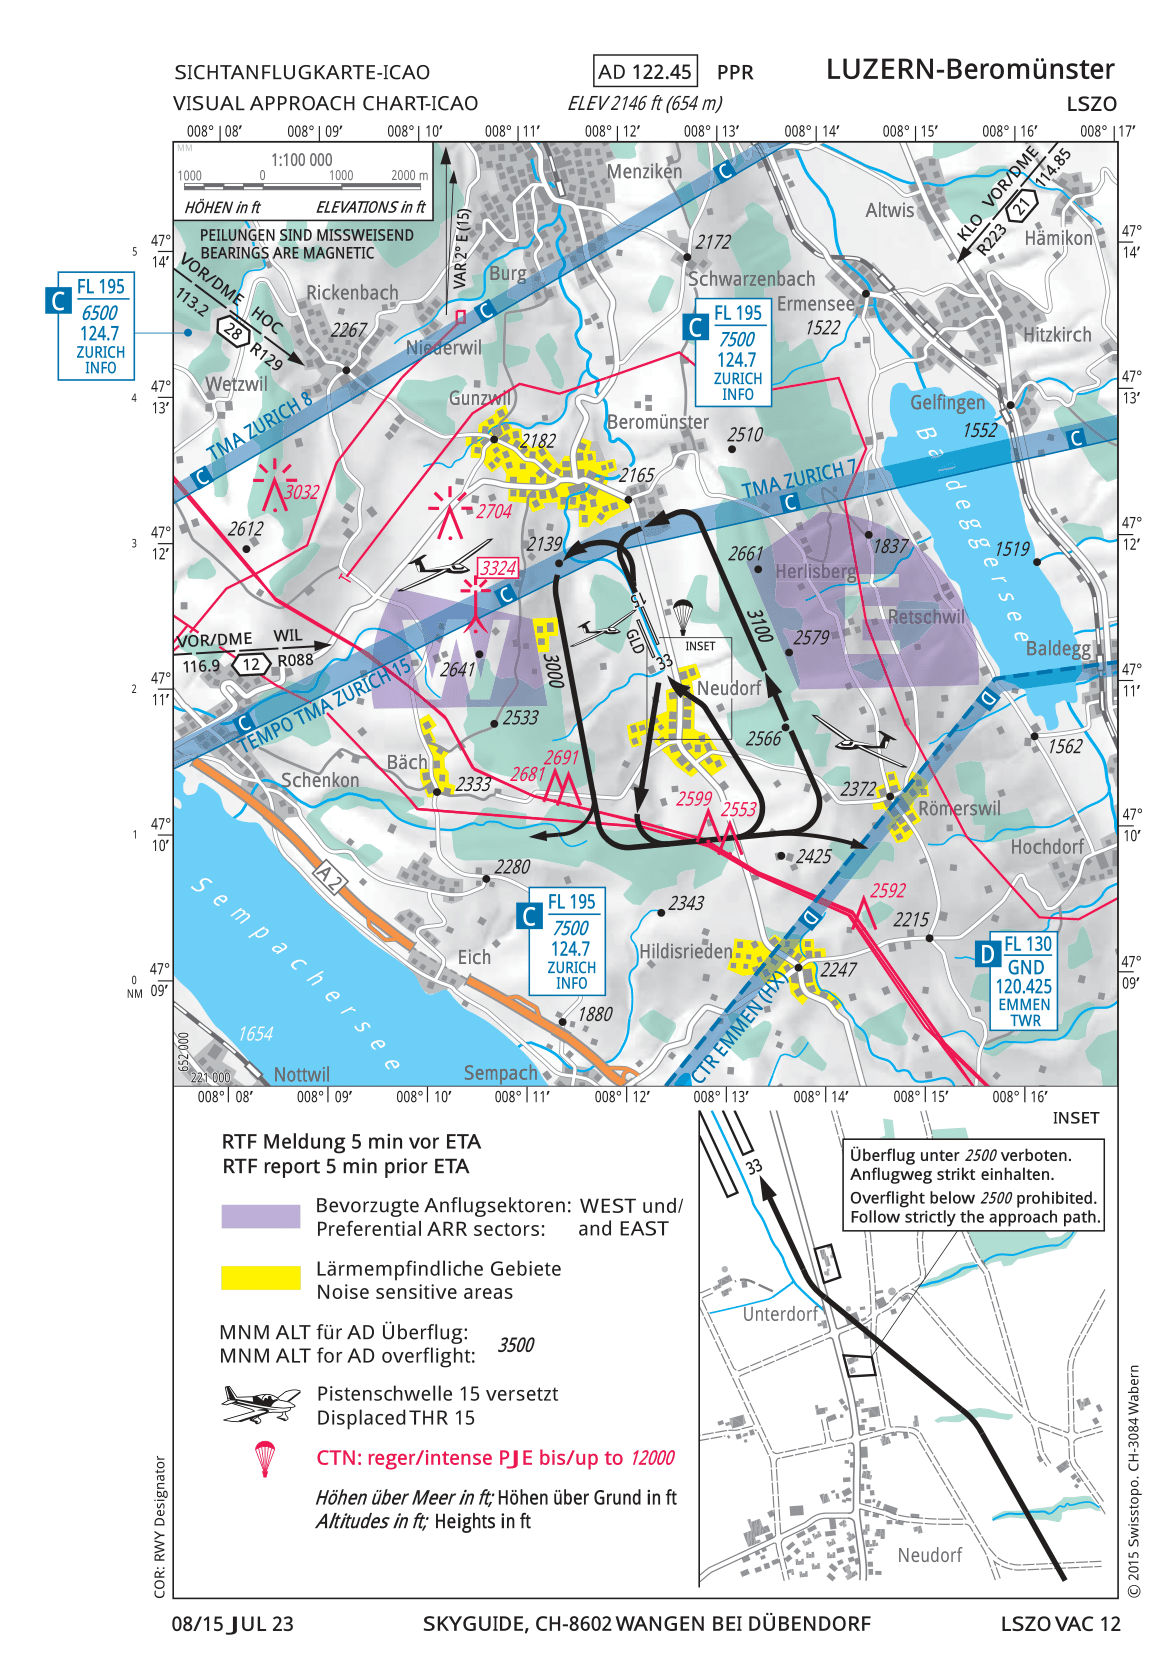 SICHTANFLUGKARTE-ICAO
AD 122.45 PPR
LUZERN-Beromünster
VISUAL APPROACH CHART-ICAO
ELEV 2146 ft (654 m)
LSZO
008° 08′ 008° 09′ 008° 10′ 008° 11′ 008° 12′ 008° 13′ 008° 14′ 008° 15′ 008° 16′ 008° 17′
MM
1:100 000
1000 0 1000 2000 m
HÖHEN in ft ELEVATIONS in ft
PEILUNGEN SIND MISSWEISEND
BEARINGS ARE MAGNETIC
VAR 2° E (15)
Menziken
C
KLO VOR/DME
21 114.85
R223
Altwis
Hämikon
5 47° 14′
47° 14′
VOR/DME HOC
113.2 28 R129
Burg
2172
Schwarzenbach
Rickenbach
Ermensee
1522
Hitzkirch
C FL 195
6500
124.7
ZURICH
INFO
C
2267
Niederwil
C FL 195
7500
124.7
ZURICH
INFO
Wetzwil
4 47° 13′
47° 13′
TMA ZURICH 8
Gunzwil
Beromünster
Gelfingen
1552
C
2182
2510
Baldeggersee
C
3032
2165
TMA ZURICH 7
C
2704
2612
3 47° 12′
47° 12′
2139
2661
1837
1519
3324
Herlisberg
C
T
15
GLD
3100
E
Retschwil
VOR/DME WIL
116.9 12 R088
W
2641
3000
33
INSET
2579
Baldegg
2 47° 11′
47° 11′
TEMPO TMA ZURICH 15
C
Neudorf
D
2533
2566
1562
Bäch
2691
2681
Schenkon
2333
2599
2553
2372
Römerswil
1 47° 10′
47° 10′
Hochdorf
2425
A2
2280
2592
Sempachersee
C FL 195
7500
124.7
ZURICH
INFO
2343
D
2215
Hildisrieden
D FL 130
GND
120.425
EMMEN
TWR
Eich
2247
0 NM 47° 09′
47° 09′
CTR EMMEN (HX)
1880
1654
652 000
221 000
Nottwil
Sempach
008° 08′ 008° 09′ 008° 10′ 008° 11′ 008° 12′ 008° 13′ 008° 14′ 008° 15′ 008° 16′
RTF Meldung 5 min vor ETA
RTF report 5 min prior ETA
Bevorzugte Anflugsektoren: WEST und/
Preferential ARR sectors: and EAST
Lärmempfindliche Gebiete
Noise sensitive areas
MNM ALT für AD Überflug:
MNM ALT for AD overflight: 3500
Pistenschwelle 15 versetzt
Displaced THR 15
CTN: reger/intense PJE bis/up to 12000
Höhen über Meer in ft; Höhen über Grund in ft
Altitudes in ft; Heights in ft
INSET
Überflug unter 2500 verboten.
Anflugweg strikt einhalten.
Overflight below 2500 prohibited.
Follow strictly the approach path.
33
Unterdorf
Neudorf
COR: RWY Designator
© 2015 Swisstopo. CH-3084 Wabern
08/15 JUL 23
SKYGUIDE, CH-8602 WANGEN BEI DÜBENDORF
LSZO VAC 12